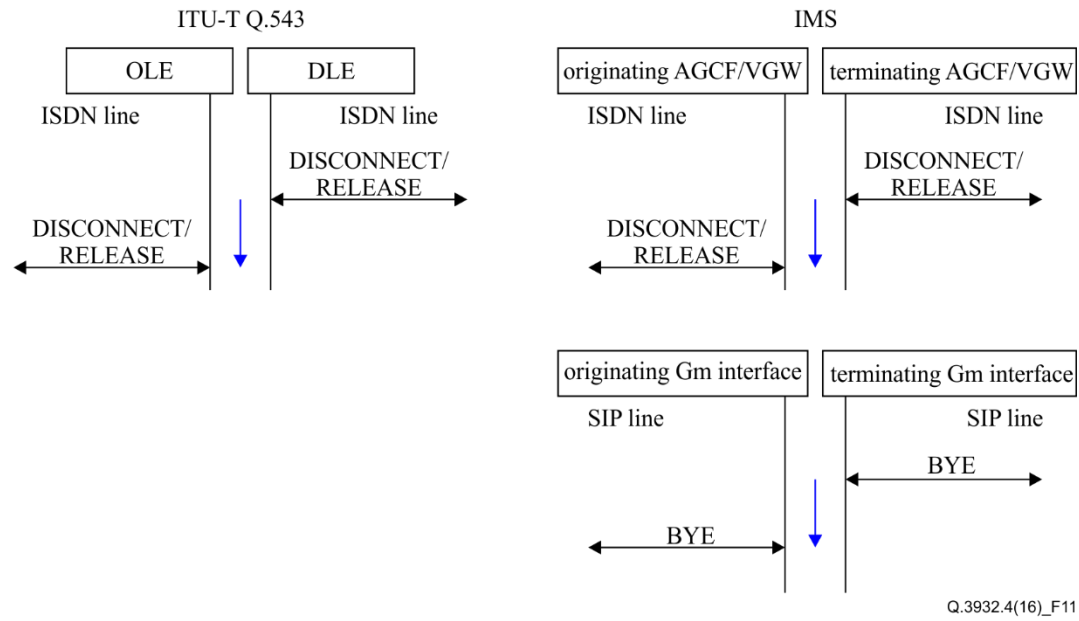 ITU-T Q.543
IMS
OLE
DLE
originating AGCF/VGW
terminating AGCF/VGW
ISDN line
ISDN line
ISDN line
ISDN line
DISCONNECT/
RELEASE
DISCONNECT/
RELEASE
DISCONNECT/
RELEASE
DISCONNECT/
RELEASE
originating Gm interface
terminating Gm interface
SIP line
SIP line
BYE
BYE
Q.3932.4(16)_F11